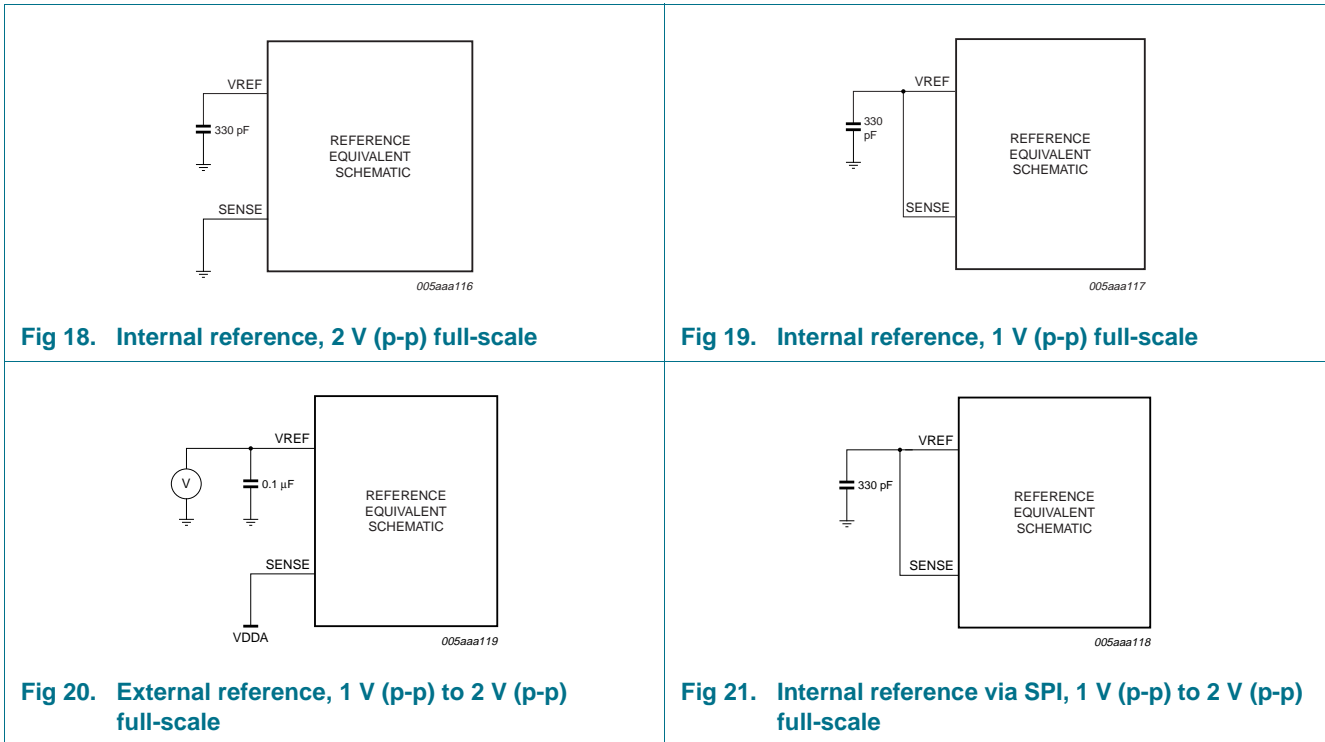 VREF
330 pF
REFERENCE
EQUIVALENT
SCHEMATIC
SENSE
005aaa116
Fig 18. Internal reference, 2 V (p-p) full-scale
VREF
330
pF
REFERENCE
EQUIVALENT
SCHEMATIC
SENSE
005aaa117
Fig 19. Internal reference, 1 V (p-p) full-scale
VREF
V
0.1 μF
REFERENCE
EQUIVALENT
SCHEMATIC
SENSE
VDDA
005aaa119
Fig 20. External reference, 1 V (p-p) to 2 V (p-p)
full-scale
VREF
330 pF
REFERENCE
EQUIVALENT
SCHEMATIC
SENSE
005aaa118
Fig 21. Internal reference via SPI, 1 V (p-p) to 2 V (p-p)
full-scale